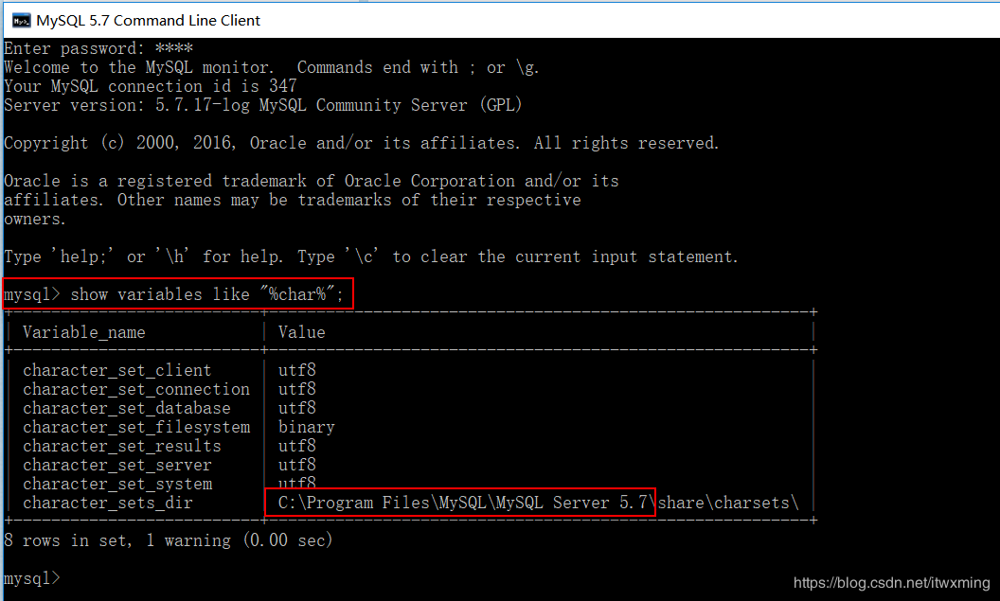 MySQL 5.7 Command Line Client
Enter password: ****
Welcome to the MySQL monitor.  Commands end with ; or \g.
Your MySQL connection id is 347
Server version: 5.7.17-log MySQL Community Server (GPL)
Copyright (c) 2000, 2016, Oracle and/or its affiliates. All rights reserved.
Oracle is a registered trademark of Oracle Corporation and/or its
affiliates. Other names may be trademarks of their respective
owners.
Type 'help;' or '\h' for help. Type '\c' to clear the current input statement.
mysql> show variables like "%char%";
Variable_name | Value
character_set_client | utf8
character_set_connection | utf8
character_set_database | utf8
character_set_filesystem | binary
character_set_results | utf8
character_set_server | utf8
character_set_system | utf8
character_sets_dir | C:\Program Files\MySQL\MySQL Server 5.7\share\charsets\
8 rows in set, 1 warning (0.00 sec)
mysql>
https://blog.csdn.net/itwxming